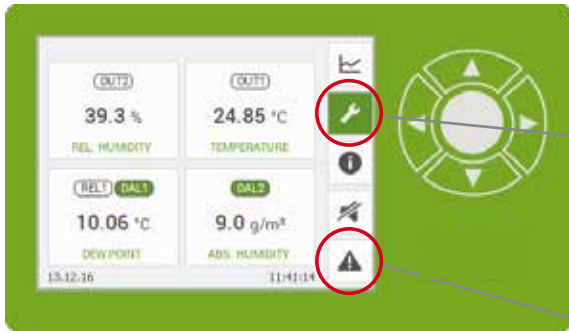 OUT2
39.3 %
REL. HUMIDITY
OUT1
24.85 °C
TEMPERATURE
REL1 DAL1
10.06 °C
DEW POINT
DAL2
9.0 g/m³
ABS. HUMIDITY
13.12.16 11:41:14